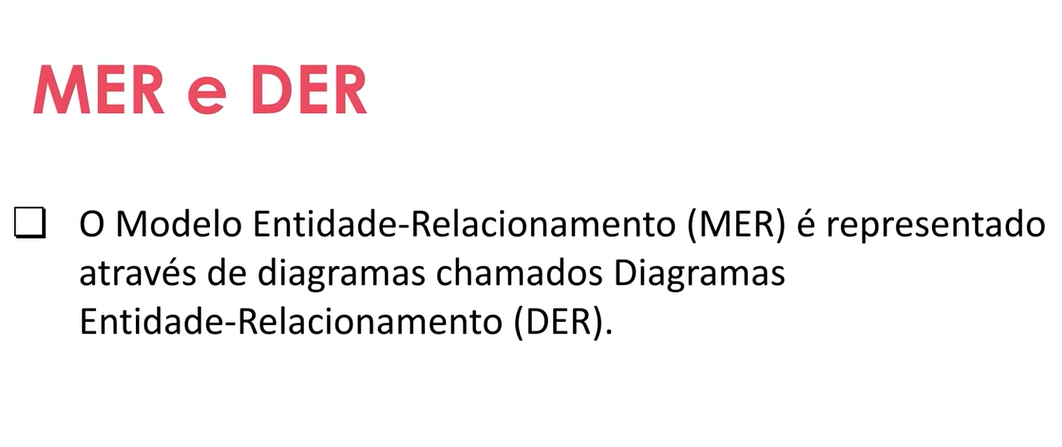 MER e DER
❏ O Modelo Entidade-Relacionamento (MER) é representado
através de diagramas chamados Diagramas
Entidade-Relacionamento (DER).